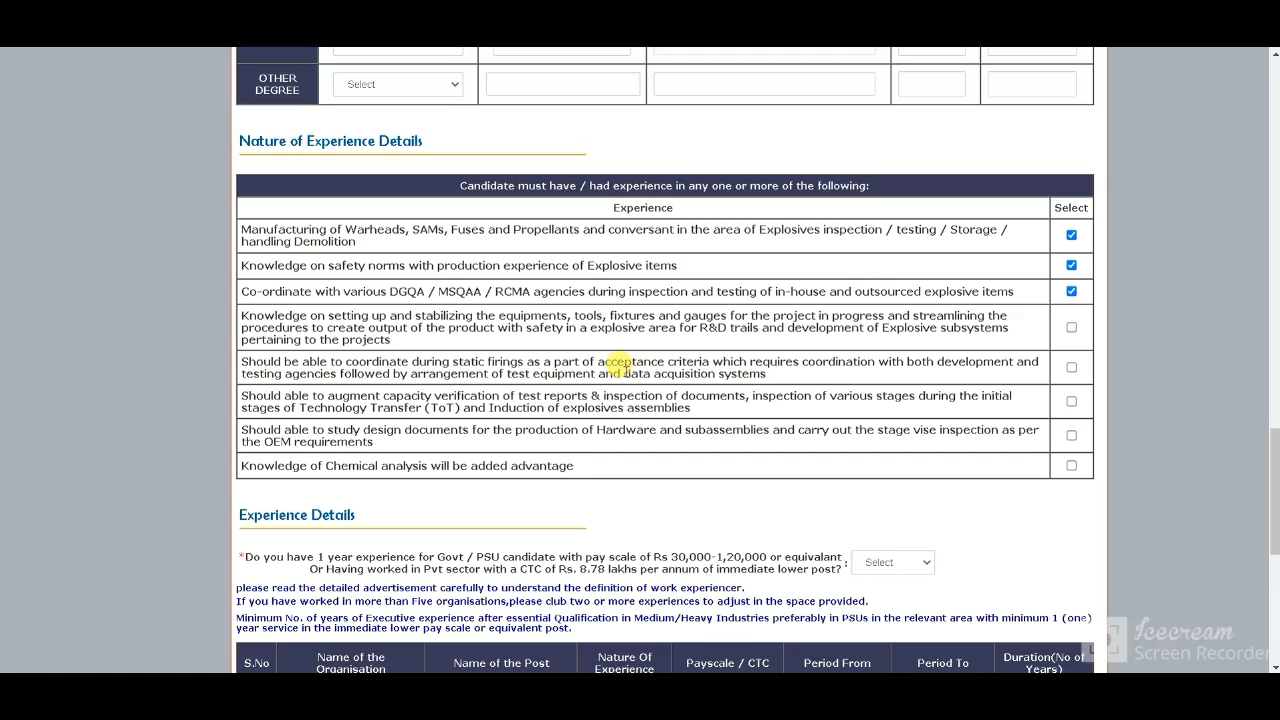 OTHER
DEGREE
Select
Nature of Experience Details
Candidate must have / had experience in any one or more of the following:
Experience
Select
Manufacturing of Warheads, SAMs, Fuses and Propellants and conversant in the area of Explosives inspection / testing / Storage /
handling Demolition
Knowledge on safety norms with production experience of Explosive items
Co-ordinate with various DGQA / MSQAA / RCMA agencies during inspection and testing of in-house and outsourced explosive items
Knowledge on setting up and stabilizing the equipments, tools, fixtures and gauges for the project in progress and streamlining the
procedures to create output of the product with safety in a explosive area for R&D trails and development of Explosive subsystems
pertaining to the projects
Should be able to coordinate during static firings as a part of acceptance criteria which requires coordination with both development and
testing agencies followed by arrangement of test equipment and data acquisition systems
Should able to augment capacity verification of test reports & inspection of documents, inspection of various stages during the initial
stages of Technology Transfer (ToT) and Induction of explosives assemblies
Should able to study design documents for the production of Hardware and subassemblies and carry out the stage vise inspection as per
the OEM requirements
Knowledge of Chemical analysis will be added advantage
Experience Details
*Do you have 1 year experience for Govt / PSU candidate with pay scale of Rs 30,000-1,20,000 or equivalent
Or Having worked in Pvt sector with a CTC of Rs. 8.78 lakhs per annum of immediate lower post? :
Select
please read the detailed advertisement carefully to understand the definition of work experiencer.
If you have worked in more than Five organisations,please club two or more experiences to adjust in the space provided.
Minimum No. of years of Executive experience after essential Qualification in Medium/Heavy Industries preferably in PSUs in the relevant area with minimum 1 (one)
year service in the immediate lower pay scale or equivalent post.
S.No
Name of the
Organisation
Name of the Post
Nature Of
Experience
Payscale / CTC
Period From
Period To
Duration(No of
Years)
Icecream
Screen Recorder